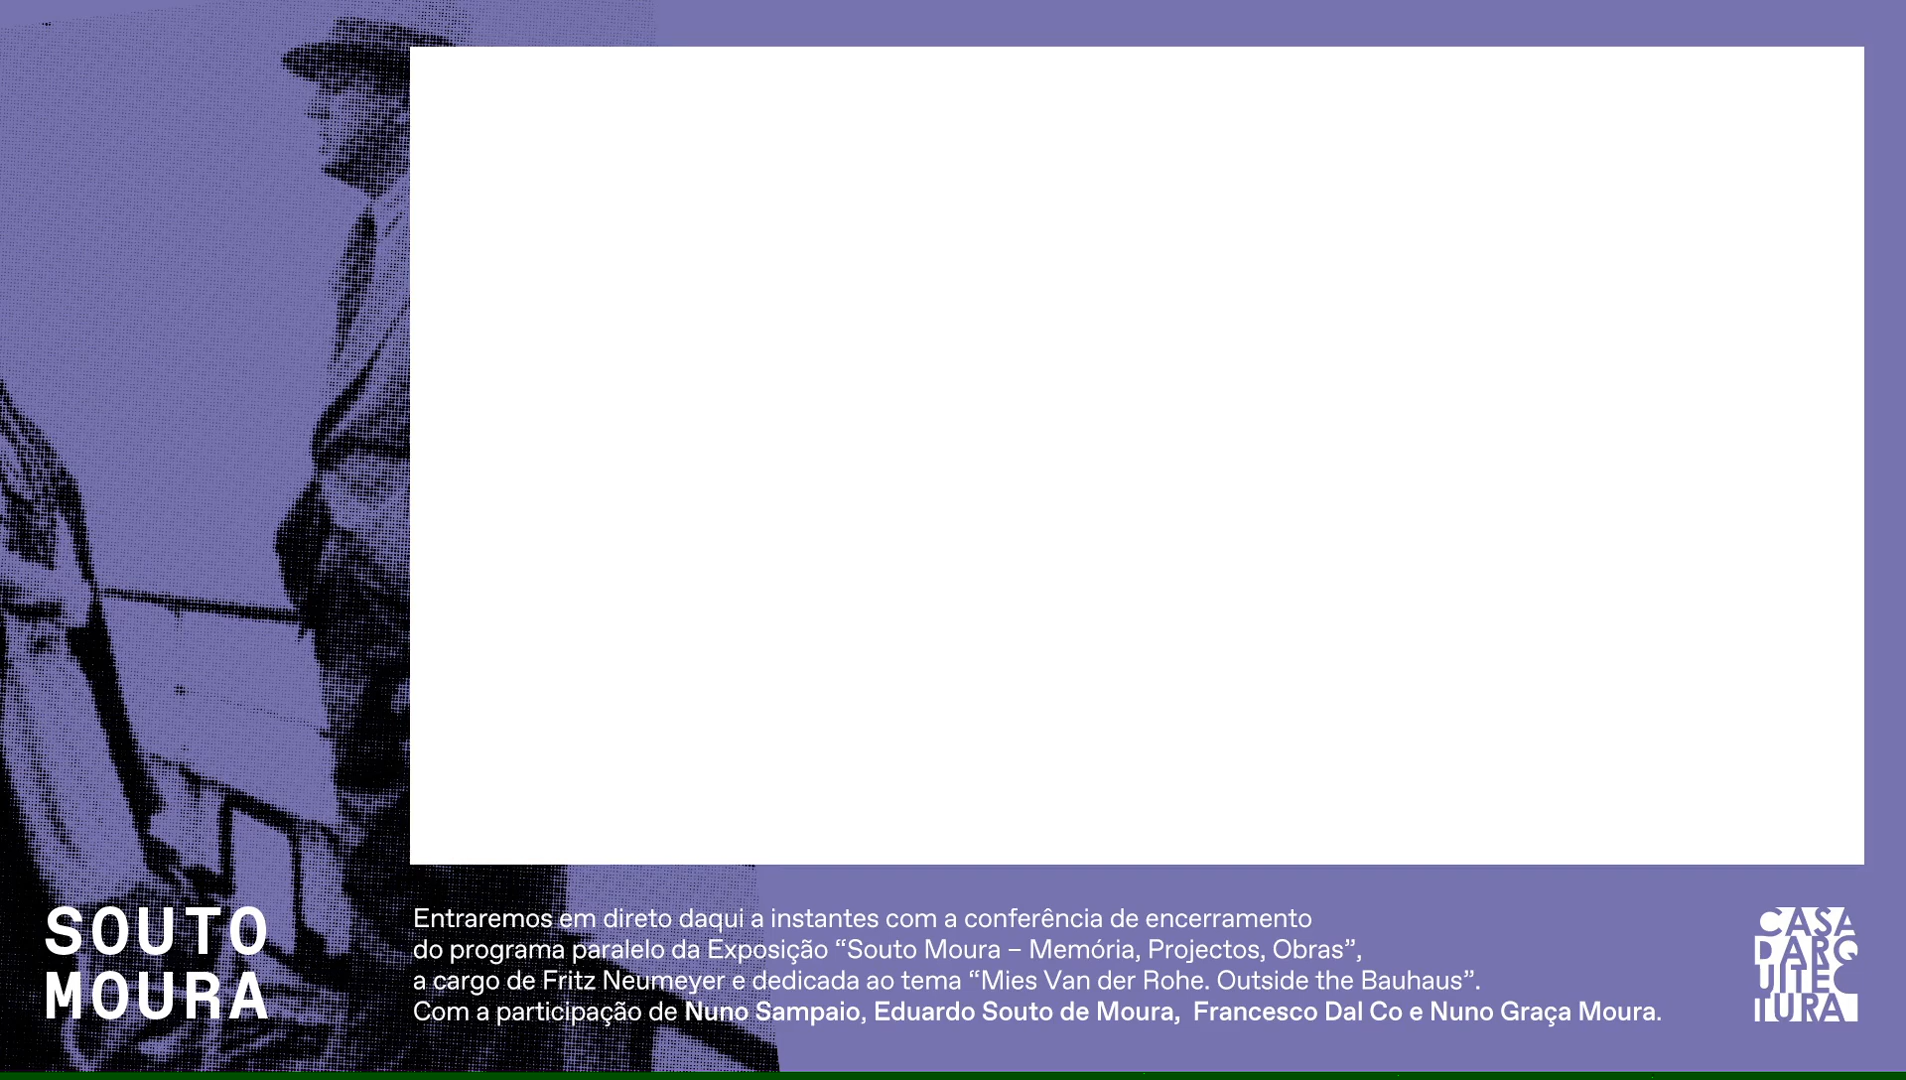 SOUTO
MOURA
Entraremos em direto daqui a instantes com a conferência de encerramento
do programa paralelo da Exposição “Souto Moura – Memória, Projectos, Obras”,
a cargo de Fritz Neumeyer e dedicada ao tema “Mies Van der Rohe. Outside the Bauhaus”.
Com a participação de Nuno Sampaio, Eduardo Souto de Moura, Francesco Dal Co e Nuno Graça Moura.
CASA
DARQ
UITEC
TURA